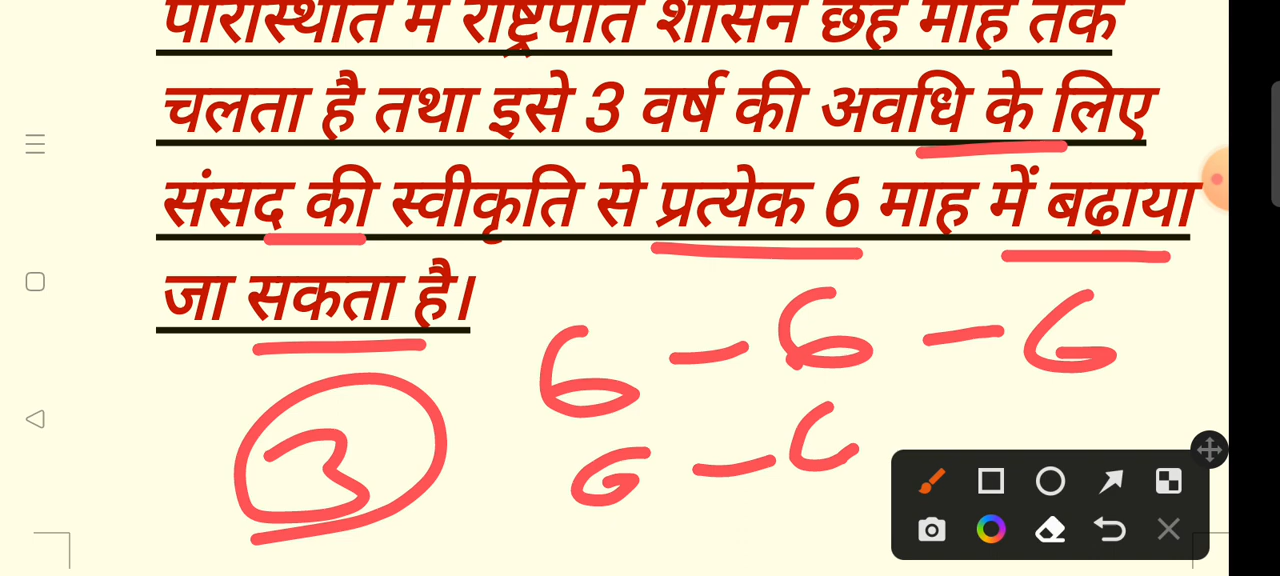 परिस्थिति में राष्ट्रपति शासन छह माह तक
चलता है तथा इसे 3 वर्ष की अवधि के लिए
संसद की स्वीकृति से प्रत्येक 6 माह में बढ़ाया
जा सकता है।
6 - 6 - 6
3
6 - 6